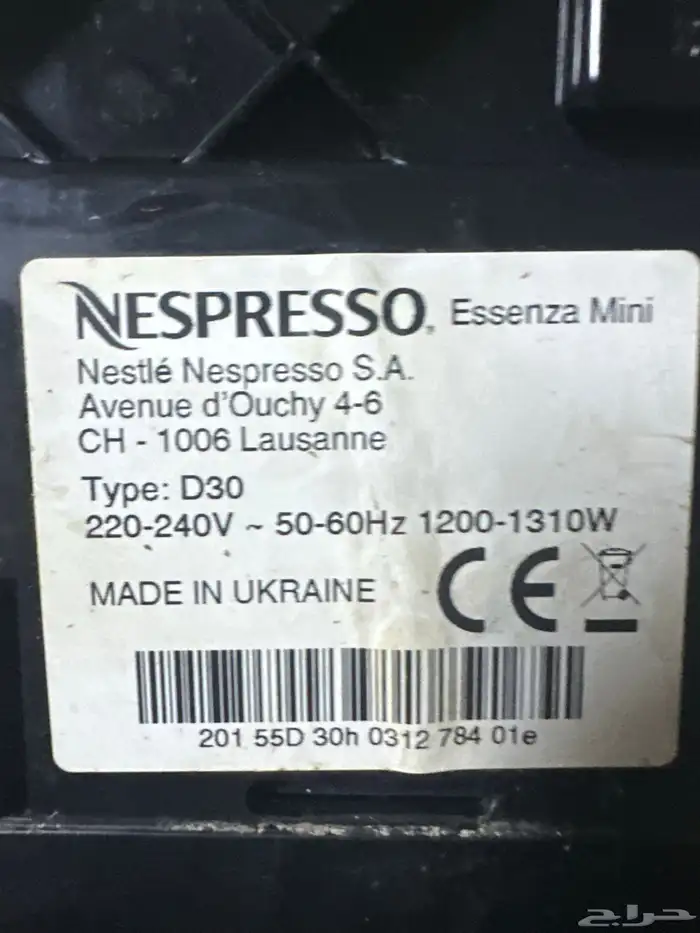 NESPRESSO. Essenza Mini
Nestlé Nespresso S.A.
Avenue d'Ouchy 4-6
CH - 1006 Lausanne
Type: D30
220-240V ~ 50-60Hz 1200-1310W
MADE IN UKRAINE CE
201 55D 30h 0312 784 01e
حراج